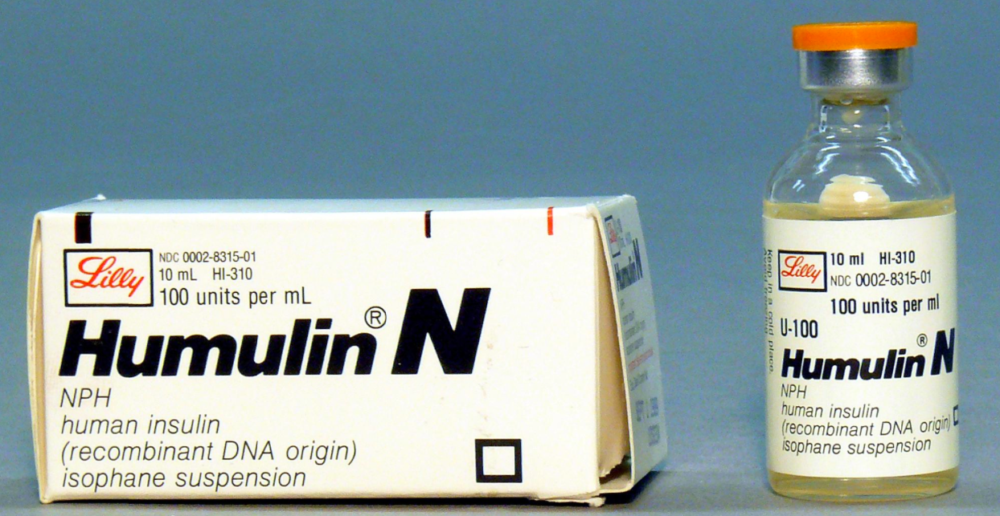 Lilly
NDC 0002-8315-01
10 mL HI-310
100 units per mL
Humulin® N
NPH
human insulin
(recombinant DNA origin)
isophane suspension
Humulin N
Lilly
10 ml HI-310
NDC 0002-8315-01
100 units per ml
U-100
Humulin® N
NPH
human insulin
(recombinant DNA origin)
isophane suspension
Keep in a cold place.
Avoid freezing.